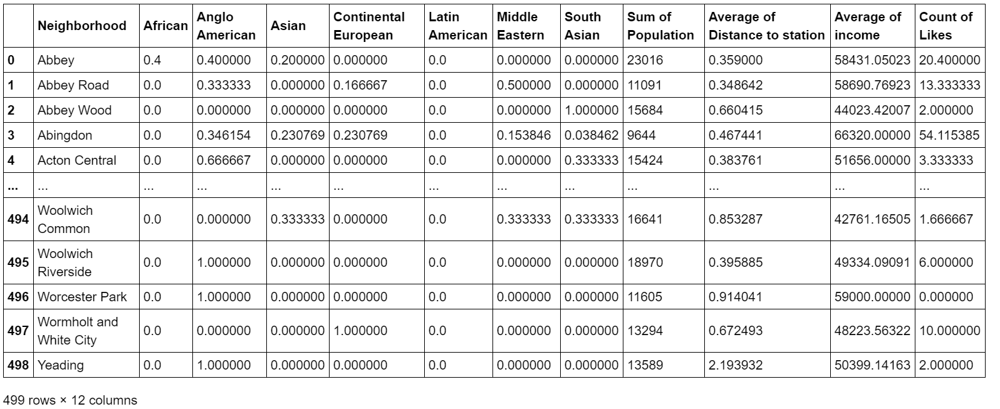 Neighborhood African Anglo American Asian Continental European Latin American Middle Eastern South Asian Sum of Population Average of Distance to station Average of income Count of Likes
0 Abbey 0.4 0.400000 0.200000 0.000000 0.0 0.000000 0.000000 23016 0.359000 58431.05023 20.400000
1 Abbey Road 0.0 0.333333 0.000000 0.166667 0.0 0.500000 0.000000 11091 0.348642 58690.76923 13.333333
2 Abbey Wood 0.0 0.000000 0.000000 0.000000 0.0 0.000000 1.000000 15684 0.660415 44023.42007 2.000000
3 Abingdon 0.0 0.346154 0.230769 0.230769 0.0 0.153846 0.038462 9644 0.467441 66320.00000 54.115385
4 Acton Central 0.0 0.666667 0.000000 0.000000 0.0 0.000000 0.333333 15424 0.383761 51656.00000 3.333333
... ... ... ... ... ... ... ... ... ... ... ... ...
494 Woolwich Common 0.0 0.000000 0.333333 0.000000 0.0 0.333333 0.333333 16641 0.853287 42761.16505 1.666667
495 Woolwich Riverside 0.0 1.000000 0.000000 0.000000 0.0 0.000000 0.000000 18970 0.395885 49334.09091 6.000000
496 Worcester Park 0.0 1.000000 0.000000 0.000000 0.0 0.000000 0.000000 11605 0.914041 59000.00000 0.000000
497 Wormholt and White City 0.0 0.000000 0.000000 1.000000 0.0 0.000000 0.000000 13294 0.672493 48223.56322 10.000000
498 Yeading 0.0 1.000000 0.000000 0.000000 0.0 0.000000 0.000000 13589 2.193932 50399.14163 2.000000
499 rows × 12 columns